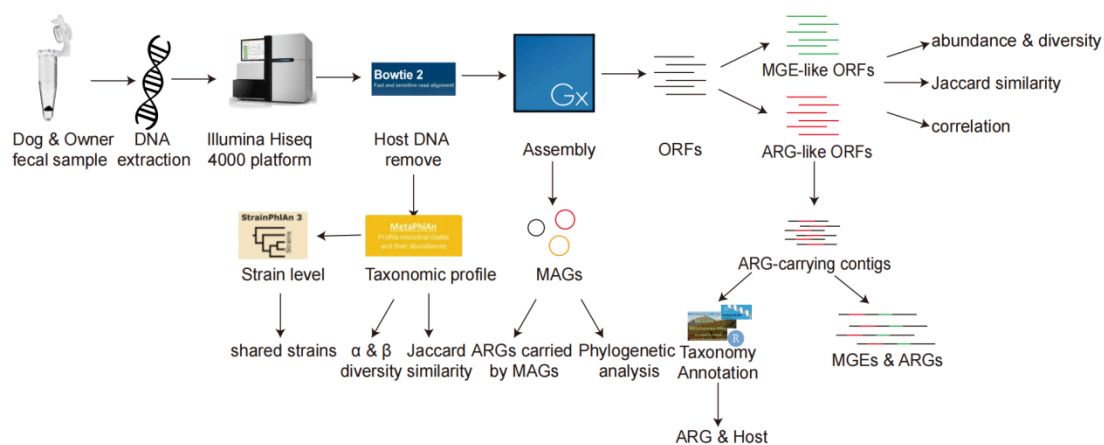 Dog & Owner
fecal sample
DNA
extraction
Illumina Hiseq
4000 platform
Bowtie 2
Fast and sensitive read alignment
Host DNA
remove
Gx
Assembly
ORFs
MGE-like ORFs
ARG-like ORFs
abundance & diversity
Jaccard similarity
correlation
StrainPhlAn 3
Strains
Strain level
MetaPhlAn
Profile microbial clades
and their abundances
Taxonomic profile
MAGs
ARG-carrying contigs
shared strains
α & β
diversity
Jaccard
similarity
ARGs carried
by MAGs
Phylogenetic
analysis
R
Taxonomy
Annotation
MGEs & ARGs
ARG & Host